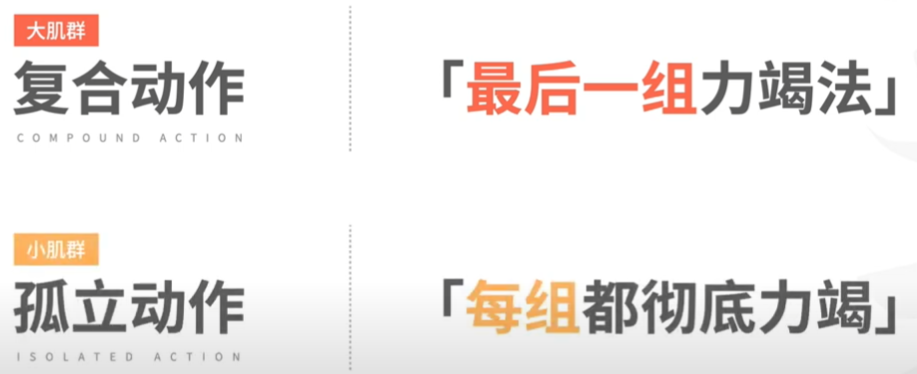 大肌群
复合动作
COMPOUND ACTION
「最后一组力竭法」
小肌群
孤立动作
ISOLATED ACTION
「每组都彻底力竭」